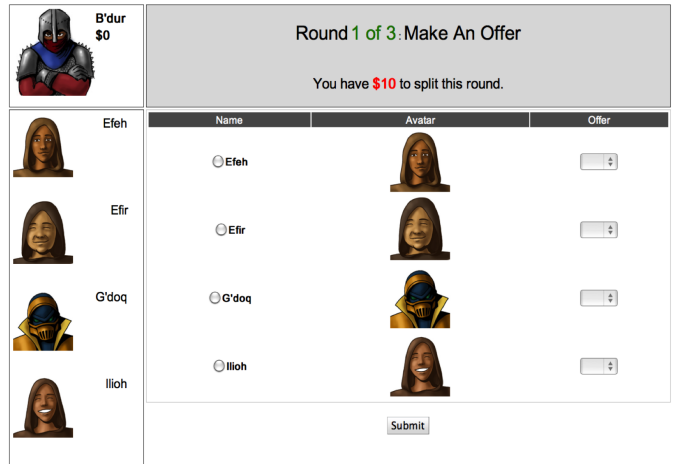 B'dur
$0
Round 1 of 3: Make An Offer
You have $10 to split this round.
Efeh
Efir
G'doq
Ilioh
Name Avatar Offer
Efeh
Efir
G'doq
Ilioh
Submit